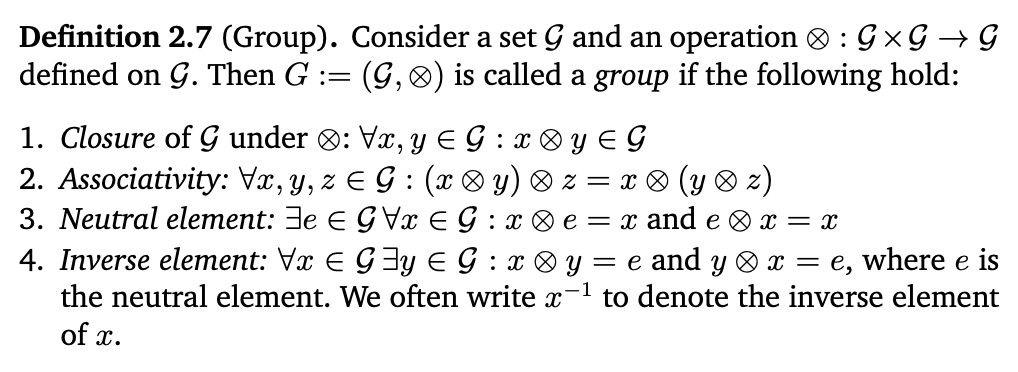 Definition 2.7 (Group). Consider a set 𝒢 and an operation ⊗ : 𝒢 × 𝒢 → 𝒢
defined on 𝒢. Then G := (𝒢, ⊗) is called a group if the following hold:
1. Closure of 𝒢 under ⊗: ∀x, y ∈ 𝒢 : x ⊗ y ∈ 𝒢
2. Associativity: ∀x, y, z ∈ 𝒢 : (x ⊗ y) ⊗ z = x ⊗ (y ⊗ z)
3. Neutral element: ∃e ∈ 𝒢 ∀x ∈ 𝒢 : x ⊗ e = x and e ⊗ x = x
4. Inverse element: ∀x ∈ 𝒢 ∃y ∈ 𝒢 : x ⊗ y = e and y ⊗ x = e, where e is
the neutral element. We often write x⁻¹ to denote the inverse element
of x.